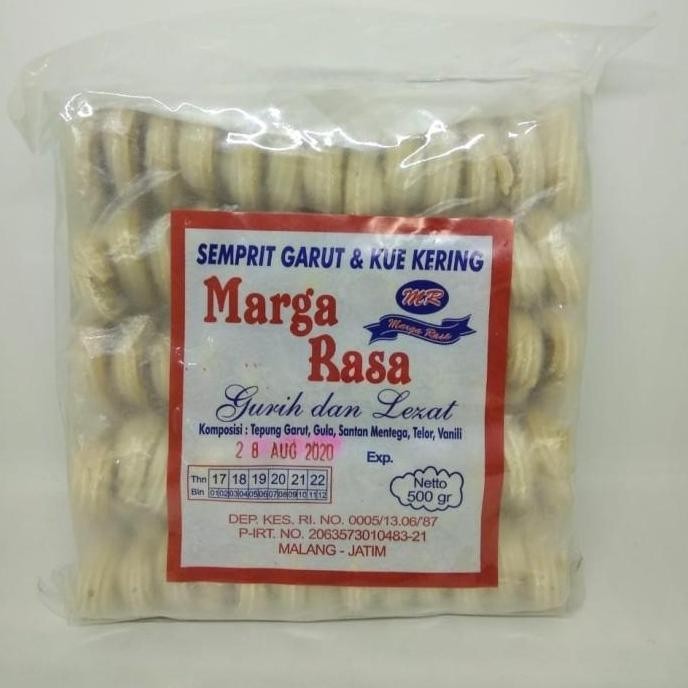 SEMPRIT GARUT & KUE KERING
Marga
MR
Marga Rasa
Rasa
Gurih dan Lezat
Komposisi : Tepung Garut, Gula, Santan Mentega, Telor, Vanili
28 AUG 2020
Exp.
Thn 17 18 19 20 21 22
Bln 01 02 03 04 05 06 07 08 09 10 11 12
Netto
500 gr
DEP. KES. RI. NO. 0005/13.06/'87
P-IRT. NO. 2063573010483-21
MALANG - JATIM